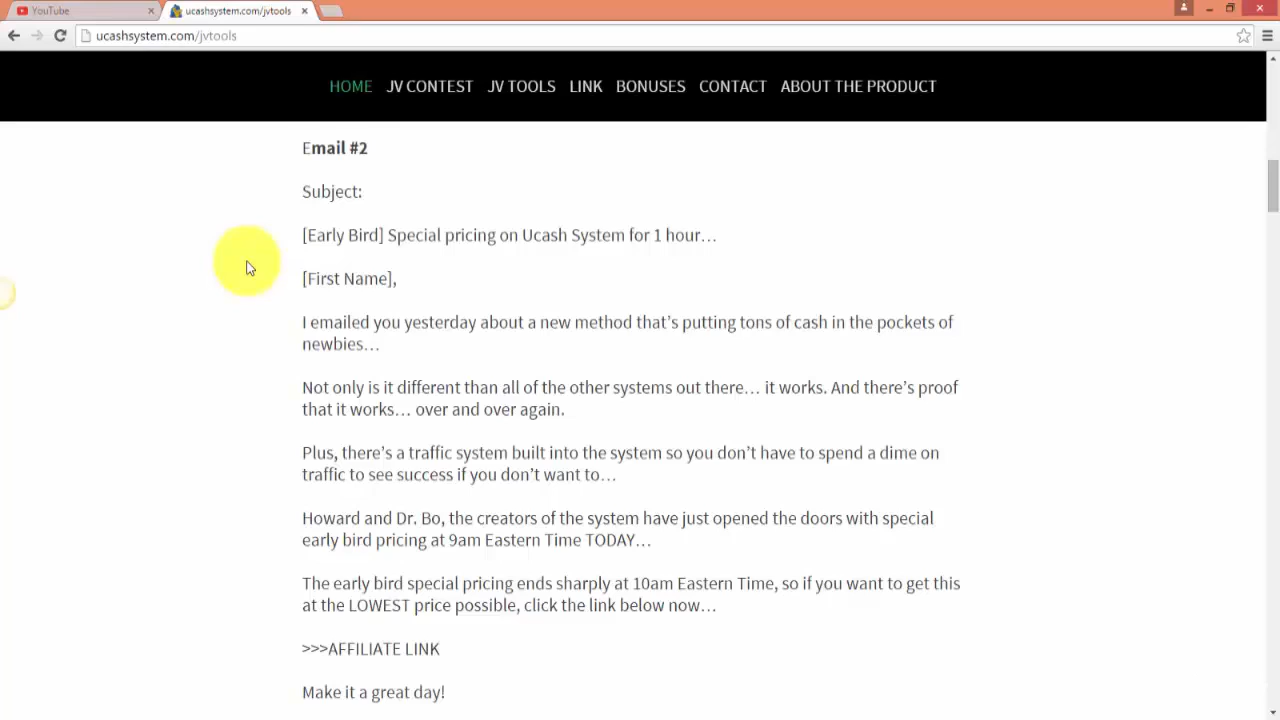 YouTube
ucashsystem.com/jvtools
ucashsystem.com/jvtools
HOME JV CONTEST JV TOOLS LINK BONUSES CONTACT ABOUT THE PRODUCT
Email #2
Subject:
[Early Bird] Special pricing on Ucash System for 1 hour…
[First Name],
I emailed you yesterday about a new method that’s putting tons of cash in the pockets of
newbies…
Not only is it different than all of the other systems out there… it works. And there’s proof
that it works… over and over again.
Plus, there’s a traffic system built into the system so you don’t have to spend a dime on
traffic to see success if you don’t want to…
Howard and Dr. Bo, the creators of the system have just opened the doors with special
early bird pricing at 9am Eastern Time TODAY…
The early bird special pricing ends sharply at 10am Eastern Time, so if you want to get this
at the LOWEST price possible, click the link below now…
>>>AFFILIATE LINK
Make it a great day!